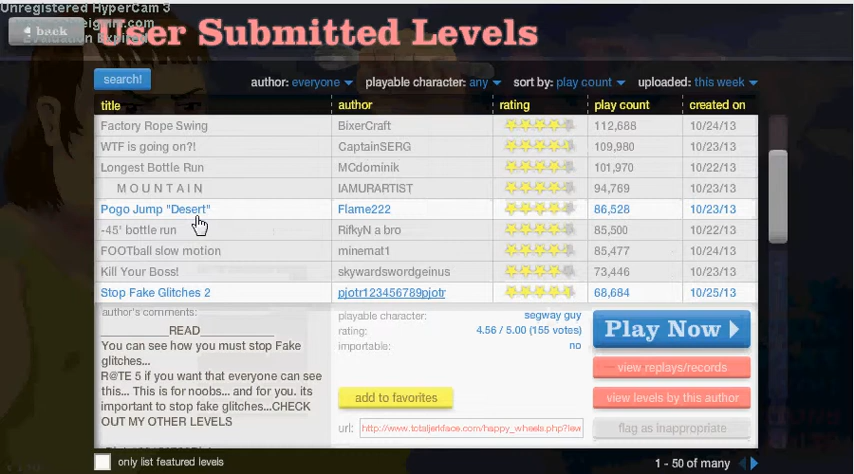 Unregistered HyperCam 3
back
User Submitted Levels
Evaluation Expired
search!
author: everyone playable character: any sort by: play count uploaded: this week
title author rating play count created on
Factory Rope Swing BixerCraft 112,688 10/24/13
WTF is going on?! CaptainSERG 109,980 10/23/13
Longest Bottle Run MCdominik 101,970 10/22/13
M O U N T A I N IAMURARTIST 94,769 10/23/13
Pogo Jump "Desert" Flame222 86,528 10/23/13
-45' bottle run RifkyN a bro 85,500 10/22/13
FOOTball slow motion minemat1 85,477 10/24/13
Kill Your Boss! skywardswordgeinus 73,446 10/23/13
Stop Fake Glitches 2 pjotr123456789pjotr 68,684 10/25/13
author's comments:
____________READ____________
You can see how you must stop Fake
glitches...
R@TE 5 if you want that everyone can see
this... This is for noobs... and for you. its
important to stop fake glitches...CHECK
OUT MY OTHER LEVELS
playable character: segway guy
rating: 4.56 / 5.00 (155 votes)
importable: no
add to favorites
url: http://www.totaljerkface.com/happy_wheels.php?lev
Play Now
view replays/records
view levels by this author
flag as inappropriate
only list featured levels
1 - 50 of many